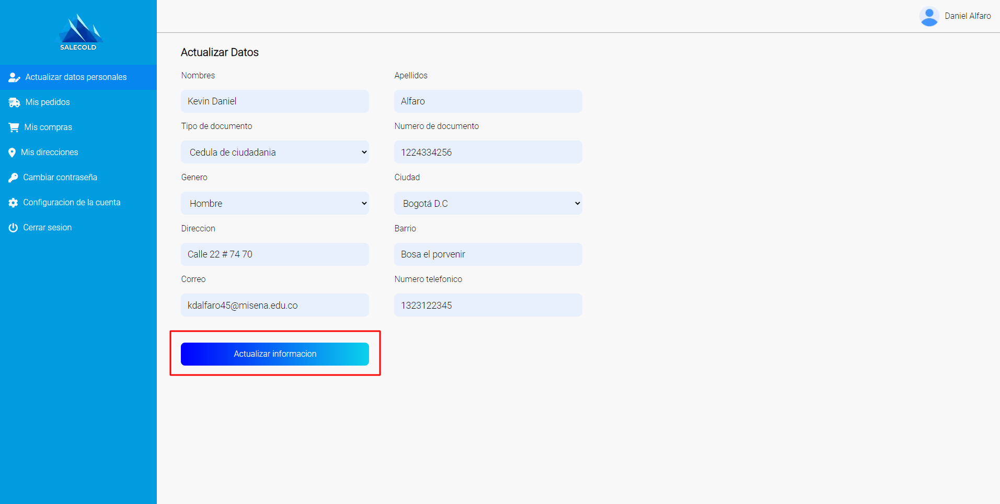 SALECOLD
Actualizar datos personales
Mis pedidos
Mis compras
Mis direcciones
Cambiar contraseña
Configuracion de la cuenta
Cerrar sesion
Daniel Alfaro
Actualizar Datos
Nombres
Apellidos
Kevin Daniel
Alfaro
Tipo de documento
Numero de documento
Cedula de ciudadania
1224334256
Genero
Ciudad
Hombre
Bogotá D.C
Direccion
Barrio
Calle 22 # 74 70
Bosa el porvenir
Correo
Numero telefonico
kdalfaro45@misena.edu.co
1323122345
Actualizar informacion